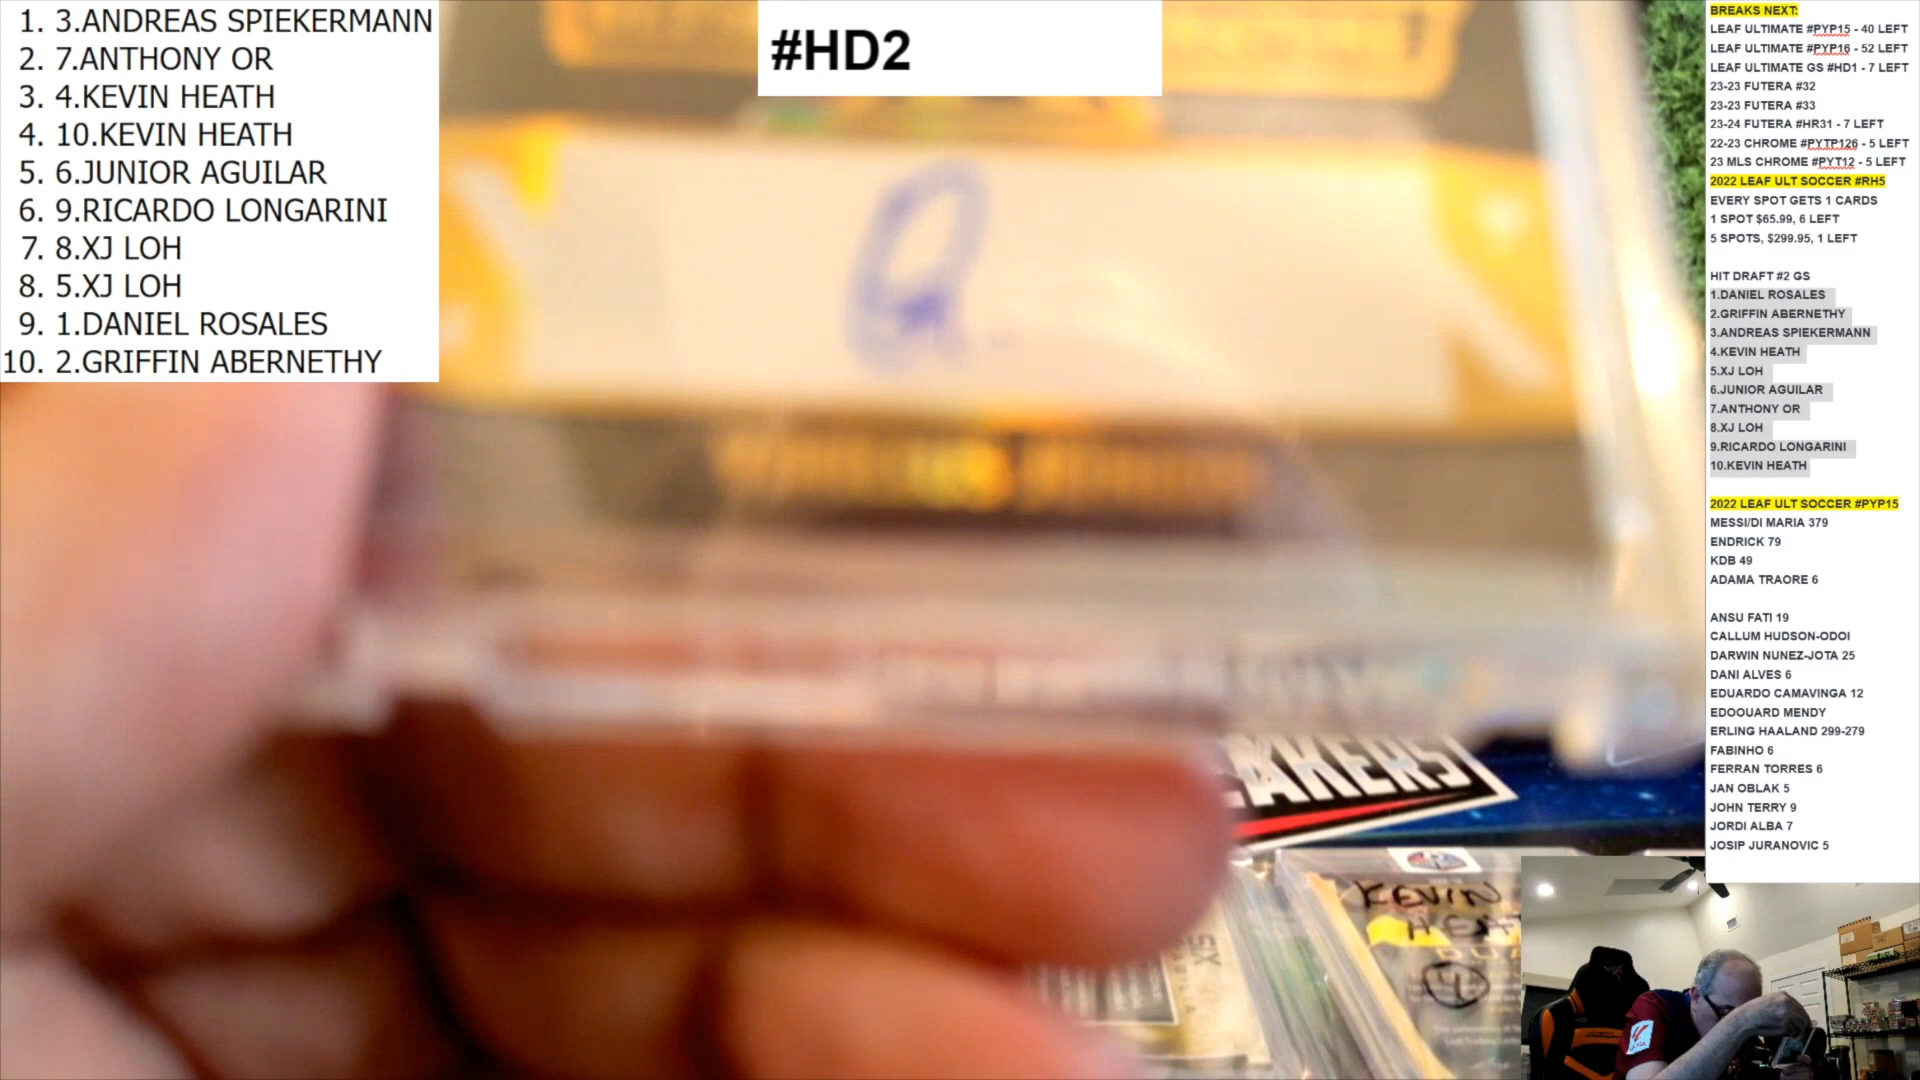 1. 3.ANDREAS SPIEKERMANN
2. 7.ANTHONY OR
3. 4.KEVIN HEATH
4. 10.KEVIN HEATH
5. 6.JUNIOR AGUILAR
6. 9.RICARDO LONGARINI
7. 8.XJ LOH
8. 5.XJ LOH
9. 1.DANIEL ROSALES
10. 2.GRIFFIN ABERNETHY
#HD2
KEVIN
BREAKS NEXT:
LEAF ULTIMATE #PYP15 - 40 LEFT
LEAF ULTIMATE #PYP16 - 52 LEFT
LEAF ULTIMATE GS #HD1 - 7 LEFT
23-23 FUTERA #32
23-23 FUTERA #33
23-24 FUTERA #HR31 - 7 LEFT
22-23 CHROME #PYTP126 - 5 LEFT
23 MLS CHROME #PYT12 - 5 LEFT
2022 LEAF ULT SOCCER #RH5
EVERY SPOT GETS 1 CARDS
1 SPOT $65.99, 6 LEFT
5 SPOTS, $299.95, 1 LEFT
HIT DRAFT #2 GS
1.DANIEL ROSALES
2.GRIFFIN ABERNETHY
3.ANDREAS SPIEKERMANN
4.KEVIN HEATH
5.XJ LOH
6.JUNIOR AGUILAR
7.ANTHONY OR
8.XJ LOH
9.RICARDO LONGARINI
10.KEVIN HEATH
2022 LEAF ULT SOCCER #PYP15
MESSI/DI MARIA 379
ENDRICK 79
KDB 49
ADAMA TRAORE 6
ANSU FATI 19
CALLUM HUDSON-ODOI
DARWIN NUNEZ-JOTA 25
DANI ALVES 6
EDUARDO CAMAVINGA 12
EDOOUARD MENDY
ERLING HAALAND 299-279
FABINHO 6
FERRAN TORRES 6
JAN OBLAK 5
JOHN TERRY 9
JORDI ALBA 7
JOSIP JURANOVIC 5